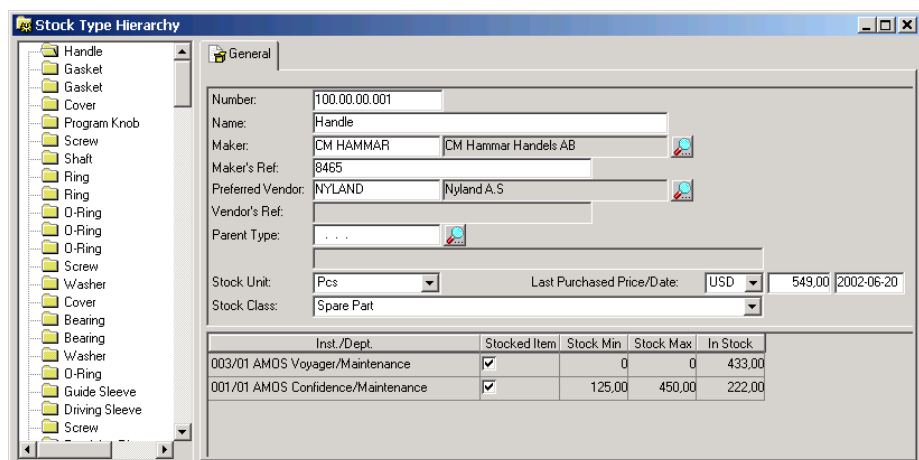 Stock Type Hierarchy
Handle
Gasket
Gasket
Cover
Program Knob
Screw
Shaft
Ring
Ring
O-Ring
O-Ring
O-Ring
Screw
Washer
Cover
Bearing
Bearing
Washer
O-Ring
Guide Sleeve
Driving Sleeve
Screw
General
Number: 100.00.00.001
Name: Handle
Maker: CM HAMMAR CM Hammar Handels AB
Maker's Ref: 8465
Preferred Vendor: NYLAND Nyland A.S
Vendor's Ref:
Parent Type: . . .
Stock Unit: Pcs Last Purchased Price/Date: USD 549,00 2002-06-20
Stock Class: Spare Part
Inst./Dept. Stocked Item Stock Min Stock Max In Stock
003/01 AMOS Voyager/Maintenance 0 0 433,00
001/01 AMOS Confidence/Maintenance 125,00 450,00 222,00